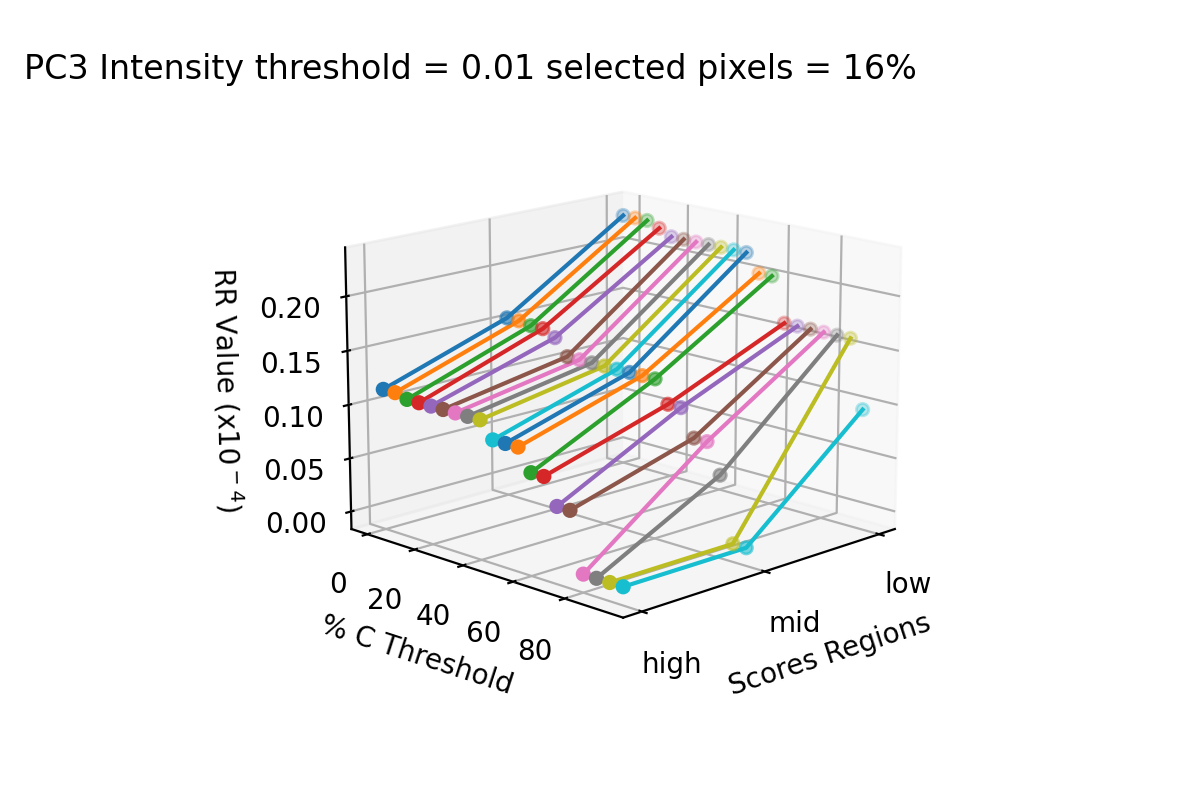 PC3 Intensity threshold = 0.01 selected pixels = 16%
RR Value (x10⁻⁴)
0.20
0.15
0.10
0.05
0.00
0
20
40
60
80
% C Threshold
low
mid
high
Scores Regions